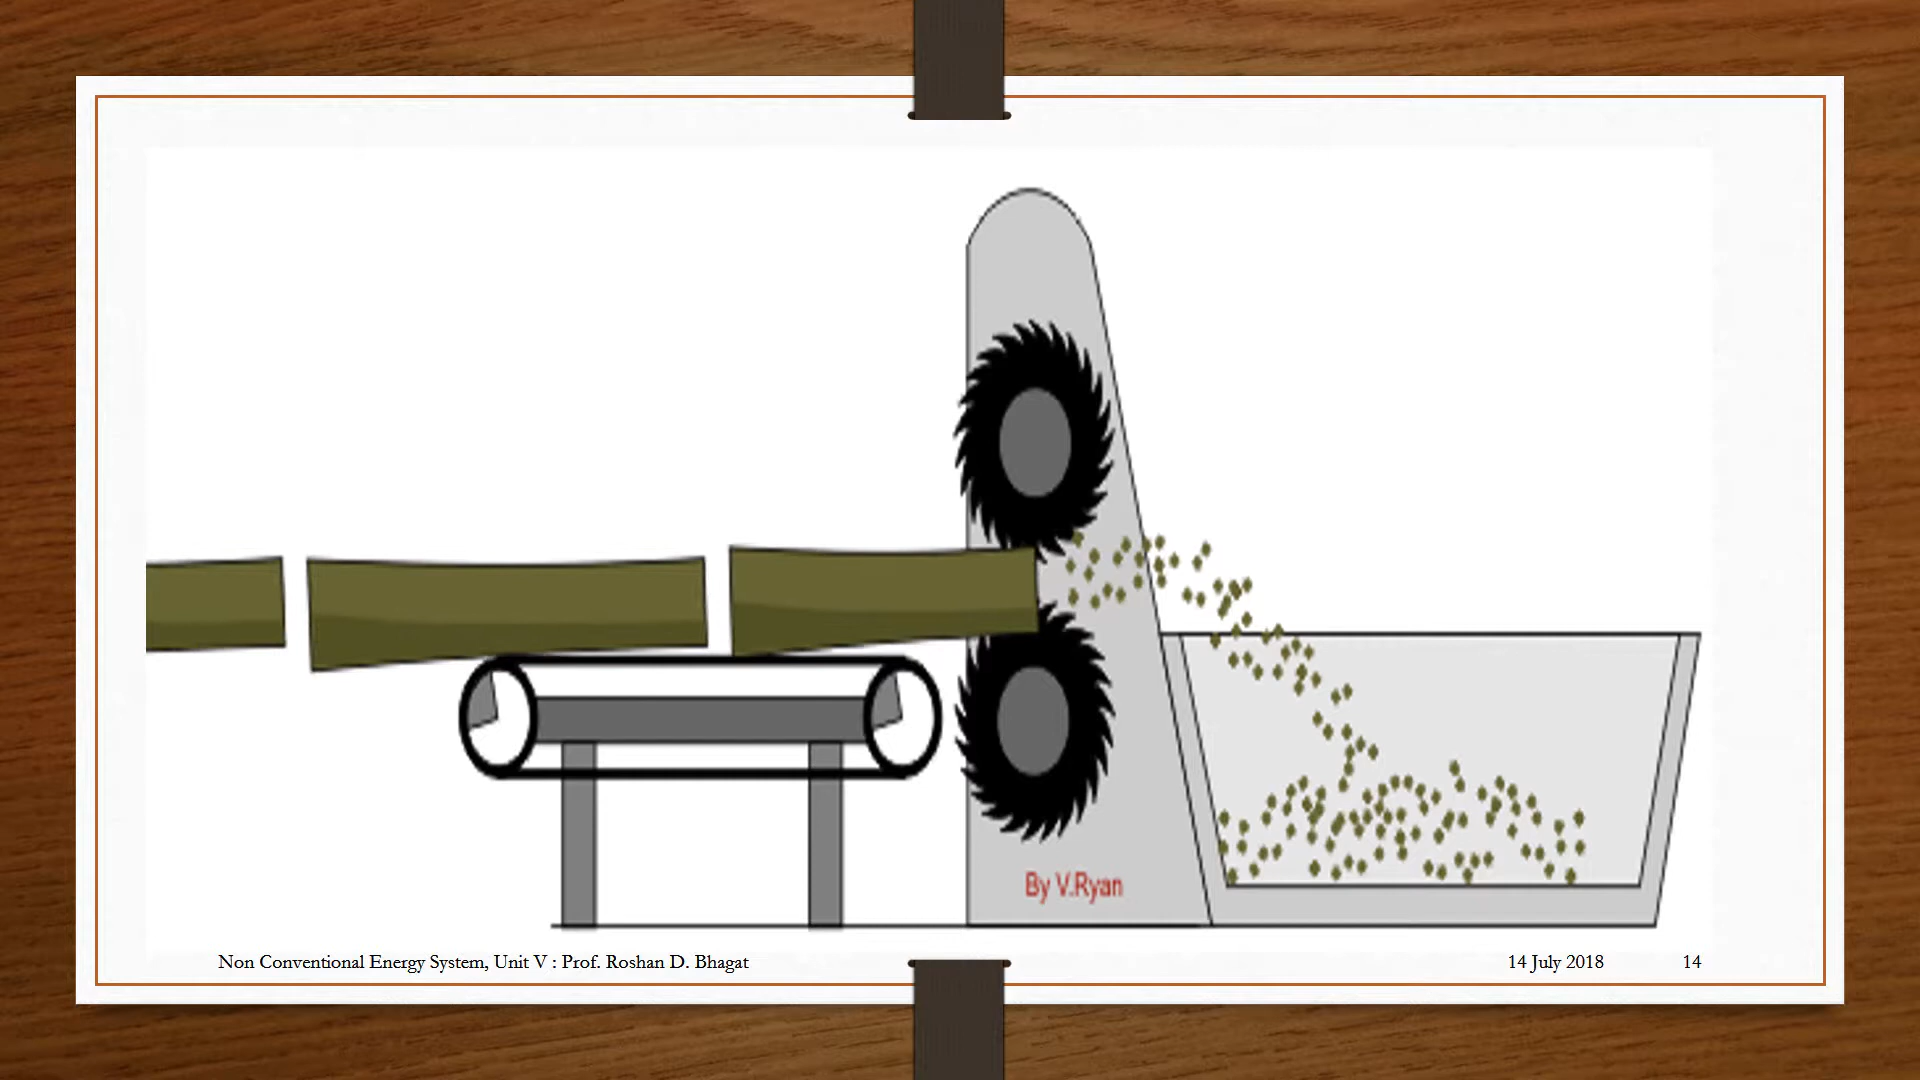 By V.Ryan
Non Conventional Energy System, Unit V : Prof. Roshan D. Bhagat
14 July 2018
14